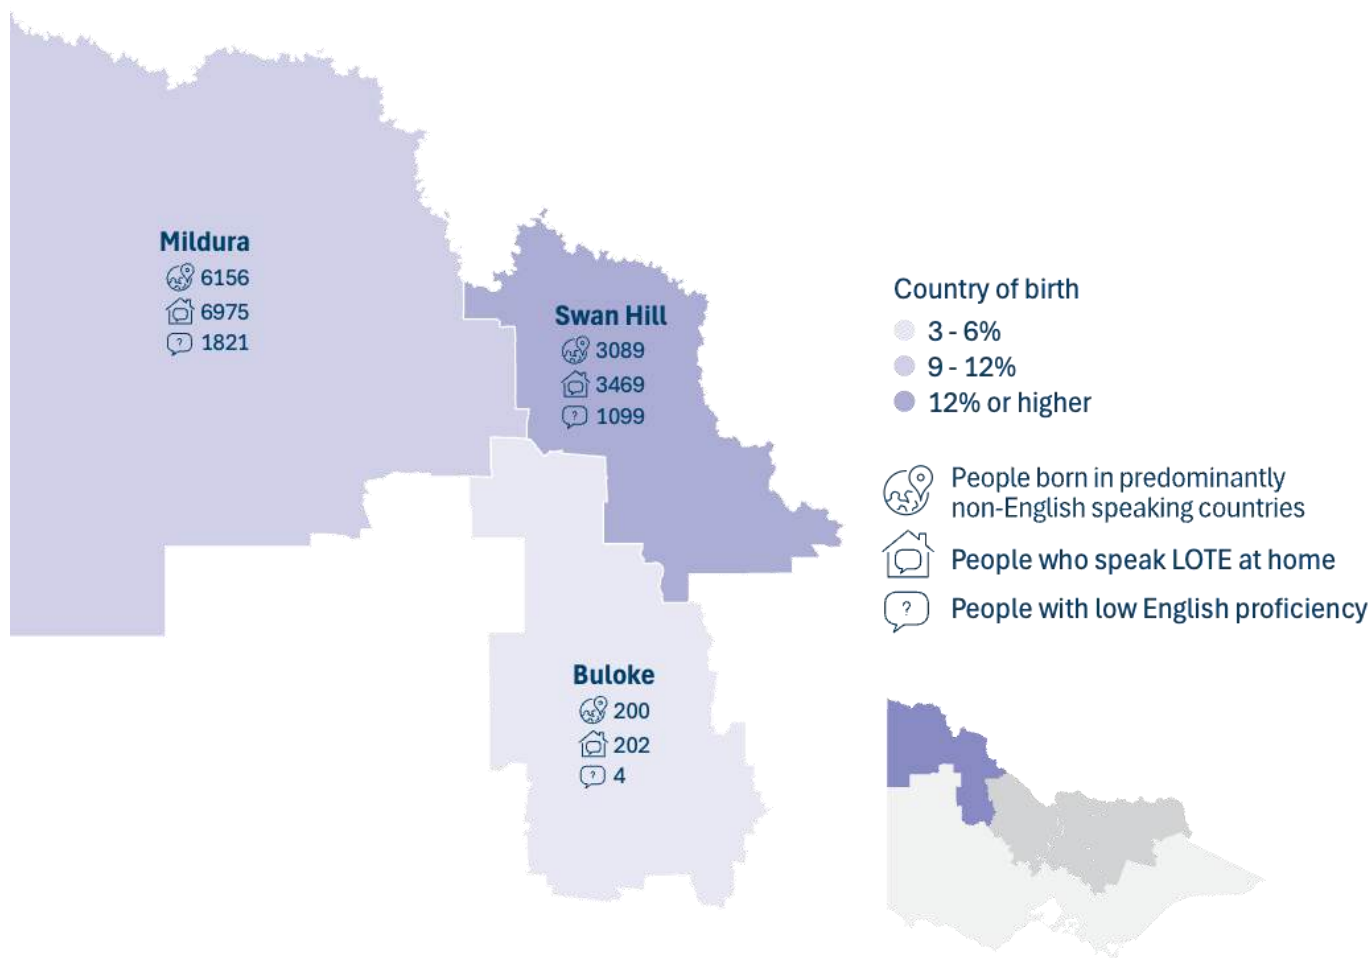 Mildura
6156
6975
? 1821
Swan Hill
3089
3469
? 1099
Buloke
200
202
? 4
Country of birth
3 - 6%
9 - 12%
12% or higher
People born in predominantly
non-English speaking countries
People who speak LOTE at home
? People with low English proficiency